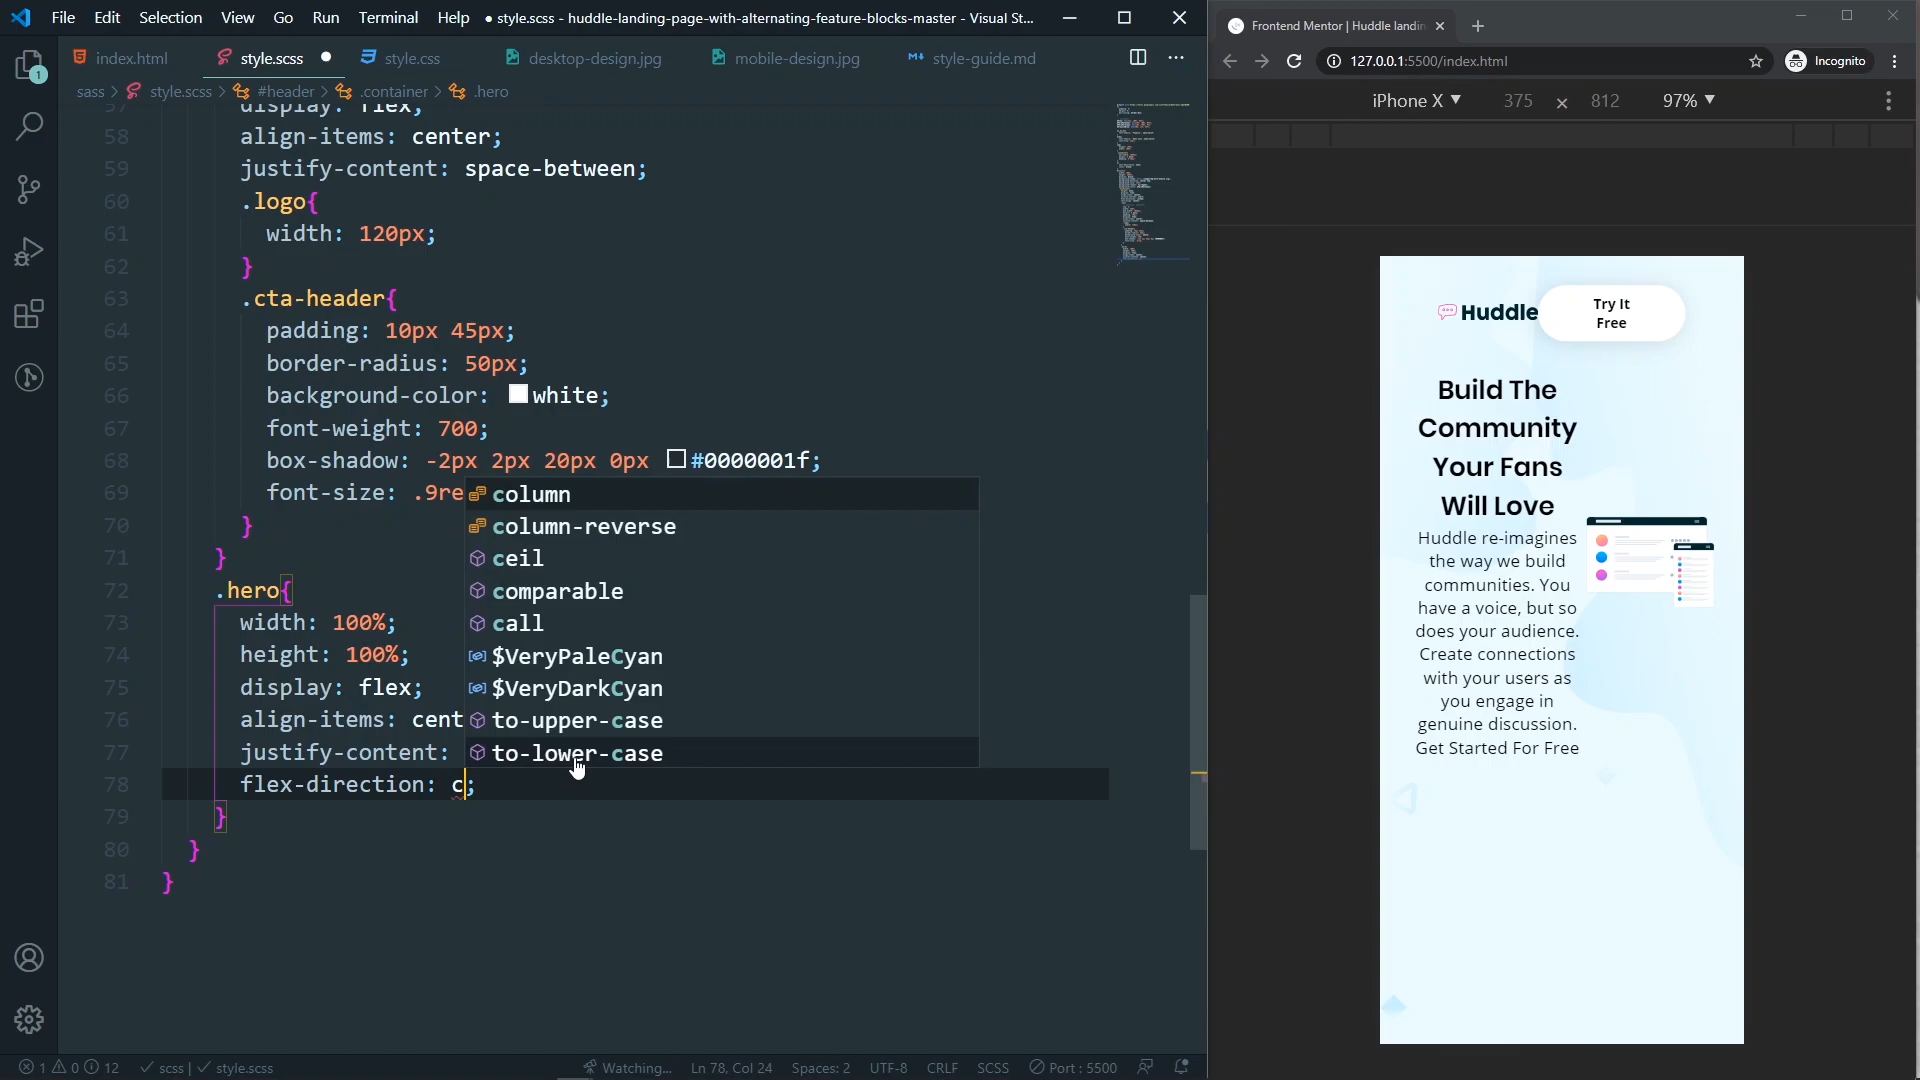 File Edit Selection View Go Run Terminal Help ● style.scss - huddle-landing-page-with-alternating-feature-blocks-master - Visual St...
index.html style.scss style.css desktop-design.jpg mobile-design.jpg style-guide.md
sass > style.scss > #header > .container > .hero
57 display: flex;
58 align-items: center;
59 justify-content: space-between;
60 .logo{
61 width: 120px;
62 }
63 .cta-header{
64 padding: 10px 45px;
65 border-radius: 50px;
66 background-color: white;
67 font-weight: 700;
68 box-shadow: -2px 2px 20px 0px #0000001f;
69 font-size: .9re
70 }
71 }
72 .hero{
73 width: 100%;
74 height: 100%;
75 display: flex;
76 align-items: cent
77 justify-content:
78 flex-direction: c;
79 }
80 }
81 }
column
column-reverse
ceil
comparable
call
$VeryPaleCyan
$VeryDarkCyan
to-upper-case
to-lower-case
1
1 0 12 scss | style.scss Watching... Ln 78, Col 24 Spaces: 2 UTF-8 CRLF SCSS Port : 5500
Frontend Mentor | Huddle landin
127.0.0.1:5500/index.html Incognito
iPhone X 375 × 812 97%
Huddle
Try It
Free
Build The
Community
Your Fans
Will Love
Huddle re-imagines
the way we build
communities. You
have a voice, but so
does your audience.
Create connections
with your users as
you engage in
genuine discussion.
Get Started For Free